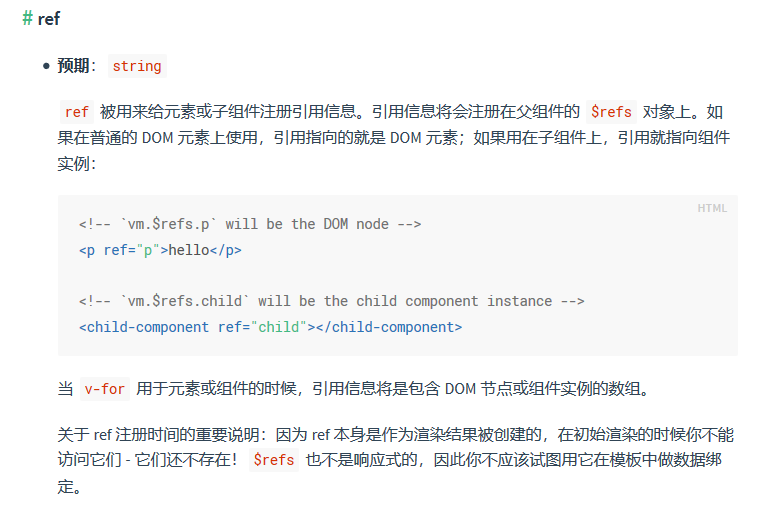 # ref
预期： string
ref 被用来给元素或子组件注册引用信息。引用信息将会注册在父组件的 $refs 对象上。如
果在普通的 DOM 元素上使用，引用指向的就是 DOM 元素；如果用在子组件上，引用就指向组件
实例：
HTML
<!-- `vm.$refs.p` will be the DOM node -->
<p ref="p">hello</p>
<!-- `vm.$refs.child` will be the child component instance -->
<child-component ref="child"></child-component>
当 v-for 用于元素或组件的时候，引用信息将是包含 DOM 节点或组件实例的数组。
关于 ref 注册时间的重要说明：因为 ref 本身是作为渲染结果被创建的，在初始渲染的时候你不能
访问它们 - 它们还不存在！ $refs 也不是响应式的，因此你不应该试图用它在模板中做数据绑
定。